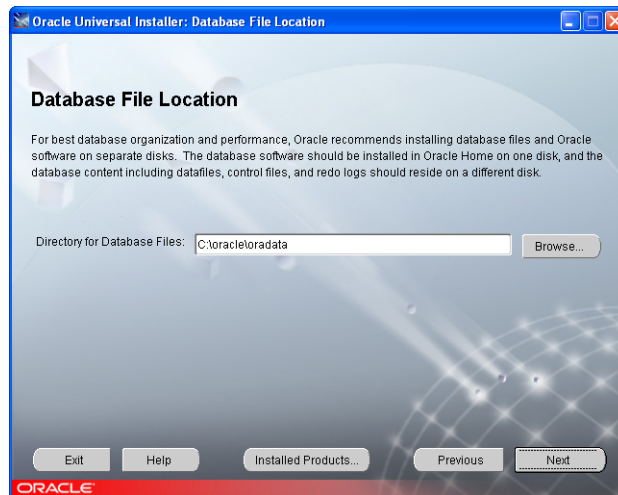 Oracle Universal Installer: Database File Location
Database File Location
For best database organization and performance, Oracle recommends installing database files and Oracle
software on separate disks. The database software should be installed in Oracle Home on one disk, and the
database content including datafiles, control files, and redo logs should reside on a different disk.
Directory for Database Files: C:\oracle\oradata Browse...
Exit Help Installed Products... Previous Next
ORACLE